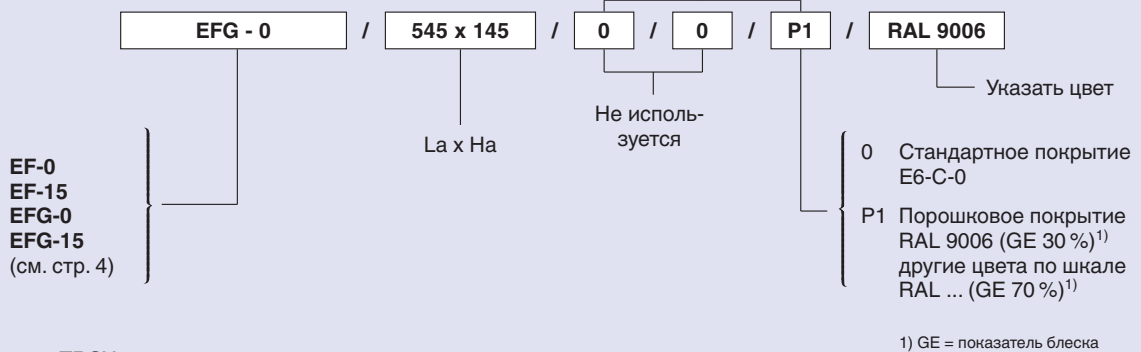 EFG - 0 / 545 x 145 / 0 / 0 / P1 / RAL 9006
Указать цвет
Не исполь-
зуется
La x Ha
EF-0
EF-15
EFG-0
EFG-15
(см. стр. 4)
0 Стандартное покрытие
E6-C-0
P1 Порошковое покрытие
RAL 9006 (GE 30 %)1)
другие цвета по шкале
RAL ... (GE 70 %)1)
1) GE = показатель блеска